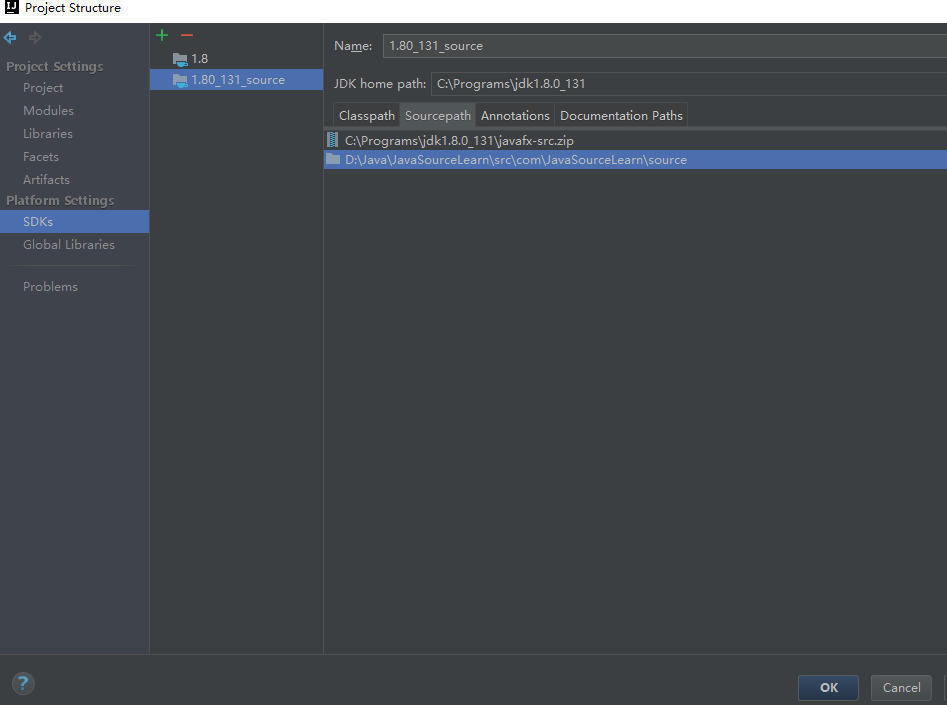 IJ Project Structure
Project Settings
Project
Modules
Libraries
Facets
Artifacts
Platform Settings
SDKs
Global Libraries
Problems
1.8
1.80_131_source
Name: 1.80_131_source
JDK home path: C:\Programs\jdk1.8.0_131
Classpath Sourcepath Annotations Documentation Paths
C:\Programs\jdk1.8.0_131\javafx-src.zip
D:\Java\JavaSourceLearn\src\com\JavaSourceLearn\source
?
OK Cancel